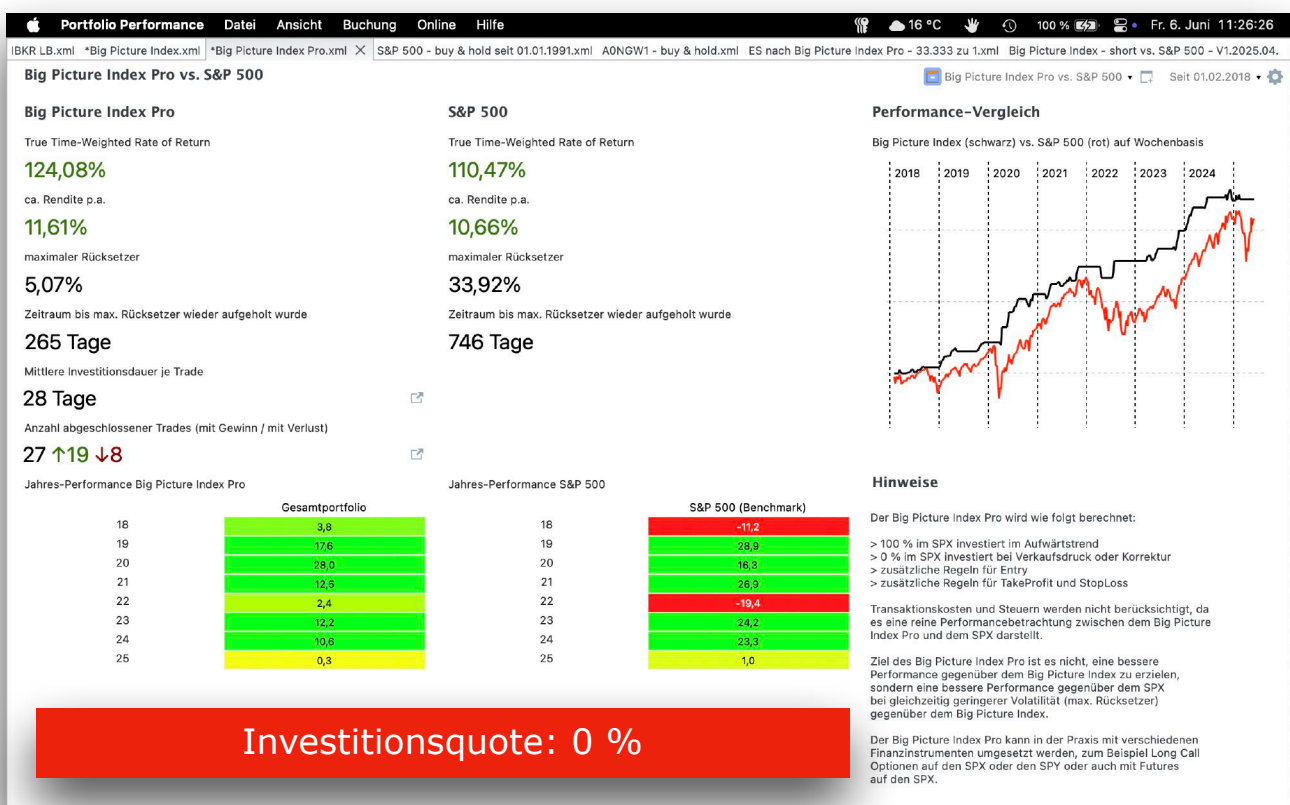 Portfolio Performance Datei Ansicht Buchung Online Hilfe 16 °C 100 % Fr. 6. Juni 11:26:26
IBKR LB.xml *Big Picture Index.xml *Big Picture Index Pro.xml S&P 500 - buy & hold seit 01.01.1991.xml A0NGW1 - buy & hold.xml ES nach Big Picture Index Pro - 33.333 zu 1.xml Big Picture Index - short vs. S&P 500 - V1.2025.04.
Big Picture Index Pro vs. S&P 500
Big Picture Index Pro vs. S&P 500 Seit 01.02.2018
Big Picture Index Pro
True Time-Weighted Rate of Return
124,08%
ca. Rendite p.a.
11,61%
maximaler Rücksetzer
5,07%
Zeitraum bis max. Rücksetzer wieder aufgeholt wurde
265 Tage
Mittlere Investitionsdauer je Trade
28 Tage
Anzahl abgeschlossener Trades (mit Gewinn / mit Verlust)
27 ↑19 ↓8
Jahres-Performance Big Picture Index Pro
Gesamtportfolio
18 3,8
19 17,6
20 28,0
21 12,5
22 2,4
23 12,2
24 10,6
25 0,3
S&P 500
True Time-Weighted Rate of Return
110,47%
ca. Rendite p.a.
10,66%
maximaler Rücksetzer
33,92%
Zeitraum bis max. Rücksetzer wieder aufgeholt wurde
746 Tage
Jahres-Performance S&P 500
S&P 500 (Benchmark)
18 -11,2
19 28,9
20 16,3
21 26,9
22 -19,4
23 24,2
24 23,3
25 1,0
Performance-Vergleich
Big Picture Index (schwarz) vs. S&P 500 (rot) auf Wochenbasis
2018 2019 2020 2021 2022 2023 2024
Hinweise
Der Big Picture Index Pro wird wie folgt berechnet:
> 100 % im SPX investiert im Aufwärtstrend
> 0 % im SPX investiert bei Verkaufsdruck oder Korrektur
> zusätzliche Regeln für Entry
> zusätzliche Regeln für TakeProfit und StopLoss
Transaktionskosten und Steuern werden nicht berücksichtigt, da
es eine reine Performancebetrachtung zwischen dem Big Picture
Index Pro und dem SPX darstellt.
Ziel des Big Picture Index Pro ist es nicht, eine bessere
Performance gegenüber dem Big Picture Index zu erzielen,
sondern eine bessere Performance gegenüber dem SPX
bei gleichzeitig geringerer Volatilität (max. Rücksetzer)
gegenüber dem Big Picture Index.
Der Big Picture Index Pro kann in der Praxis mit verschiedenen
Finanzinstrumenten umgesetzt werden, zum Beispiel Long Call
Optionen auf den SPX oder den SPY oder auch mit Futures
auf den SPX.
Investitionsquote: 0 %